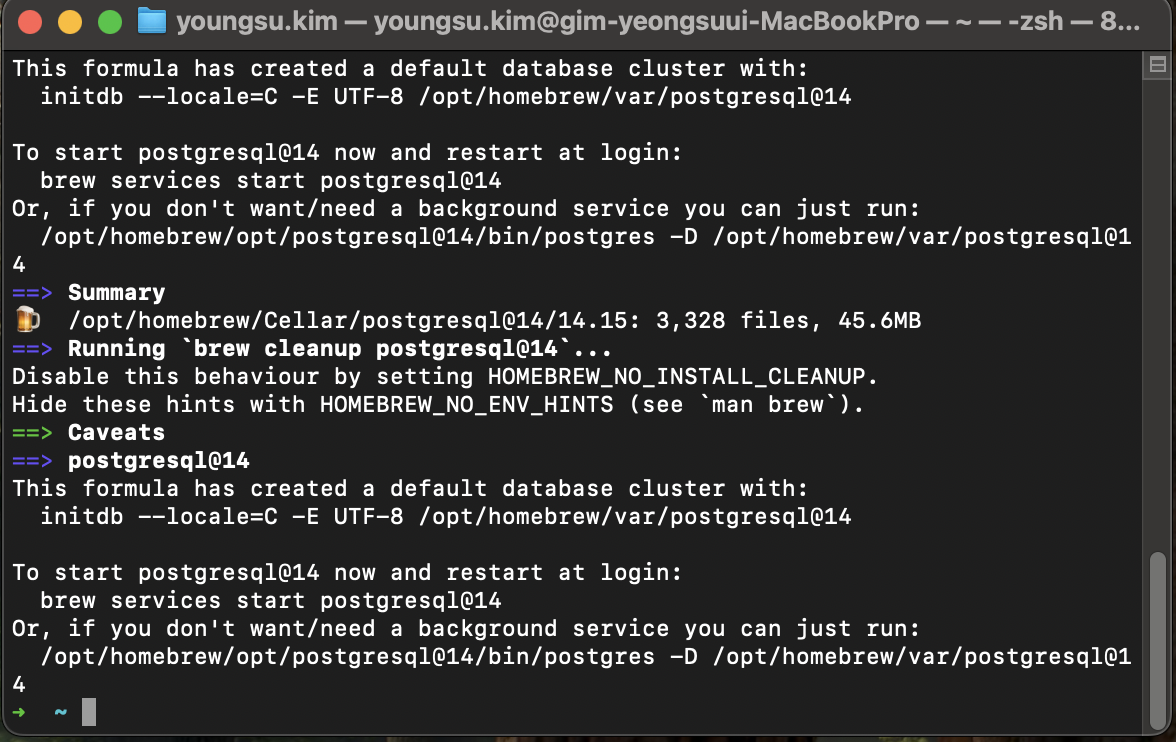 youngsu.kim — youngsu.kim@gim-yeongsuui-MacBookPro — ~ — -zsh — 8...
This formula has created a default database cluster with:
  initdb --locale=C -E UTF-8 /opt/homebrew/var/postgresql@14

To start postgresql@14 now and restart at login:
  brew services start postgresql@14
Or, if you don't want/need a background service you can just run:
  /opt/homebrew/opt/postgresql@14/bin/postgres -D /opt/homebrew/var/postgresql@1
4
==> Summary
🍺  /opt/homebrew/Cellar/postgresql@14/14.15: 3,328 files, 45.6MB
==> Running `brew cleanup postgresql@14`...
Disable this behaviour by setting HOMEBREW_NO_INSTALL_CLEANUP.
Hide these hints with HOMEBREW_NO_ENV_HINTS (see `man brew`).
==> Caveats
==> postgresql@14
This formula has created a default database cluster with:
  initdb --locale=C -E UTF-8 /opt/homebrew/var/postgresql@14

To start postgresql@14 now and restart at login:
  brew services start postgresql@14
Or, if you don't want/need a background service you can just run:
  /opt/homebrew/opt/postgresql@14/bin/postgres -D /opt/homebrew/var/postgresql@1
4
➜  ~